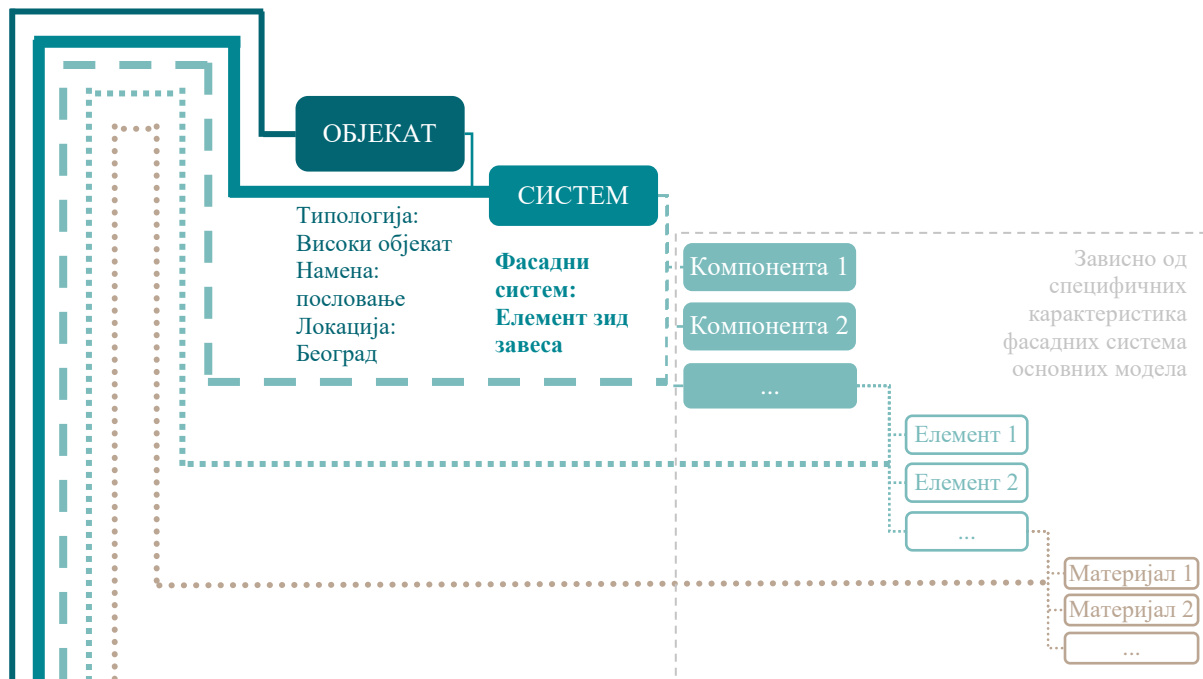 ОБЈЕКАТ
СИСТЕМ
Типологија:
Високи објекат
Намена:
пословање
Локација:
Београд
Фасадни
систем:
Елемент зид
завеса
Компонента 1
Компонента 2
...
Зависно од
специфичних
карактеристика
фасадних система
основних модела
Елемент 1
Елемент 2
...
Материјал 1
Материјал 2
...